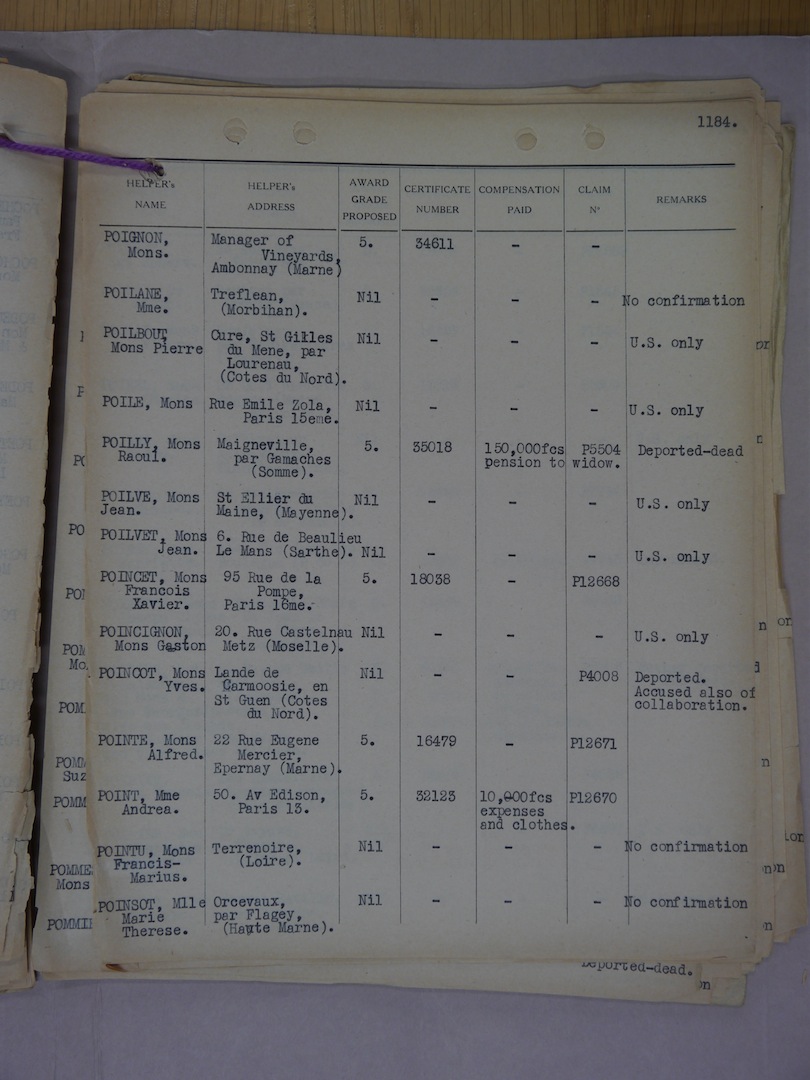 1184.
HELPER's NAME | HELPER's ADDRESS | AWARD GRADE PROPOSED | CERTIFICATE NUMBER | COMPENSATION PAID | CLAIM N° | REMARKS
POIGNON, Manager of 5. 34611 - -
Mons. Vineyards,
Ambonnay (Marne)
POILANE, Treflean, Nil - - - No confirmation
Mme. (Morbihan).
POILBOUT Cure, St Gilles Nil - - - U.S. only
Mons Pierre du Mene, par
Lourenau,
(Cotes du Nord).
POILE, Mons Rue Emile Zola, Nil - - - U.S. only
Paris 15eme.
POILLY, Mons Maigneville, 5. 35018 150,000fcs P5504 Deported-dead
Raoul. par Gamaches pension to widow.
(Somme).
POILVE, Mons St Ellier du Nil - - - U.S. only
Jean. Maine, (Mayenne).
POILVET, Mons 6. Rue de Beaulieu
Jean. Le Mans (Sarthe). Nil - - - U.S. only
POINCET, Mons 95 Rue de la 5. 18038 - P12668
Francois Pompe,
Xavier. Paris 16me.
POINCIGNON, 20. Rue Castelnau Nil - - - U.S. only
Mons Gaston Metz (Moselle).
POINCOT, Mons Lande de Nil - - P4008 Deported.
Yves. Carmoosie, en Accused also of
St Guen (Cotes collaboration.
du Nord).
POINTE, Mons 22 Rue Eugene 5. 16479 - P12671
Alfred. Mercier,
Epernay (Marne).
POINT, Mme 50. Av Edison, 5. 32123 10,000fcs P12670
Andrea. Paris 13. expenses
and clothes.
POINTU, Mons Terrenoire, Nil - - - No confirmation
Francis- (Loire).
Marius.
POINSOT, Mlle Orcevaux, Nil - - - No confirmation
Marie par Flagey,
Therese. (Haute Marne).
Deported-dead.